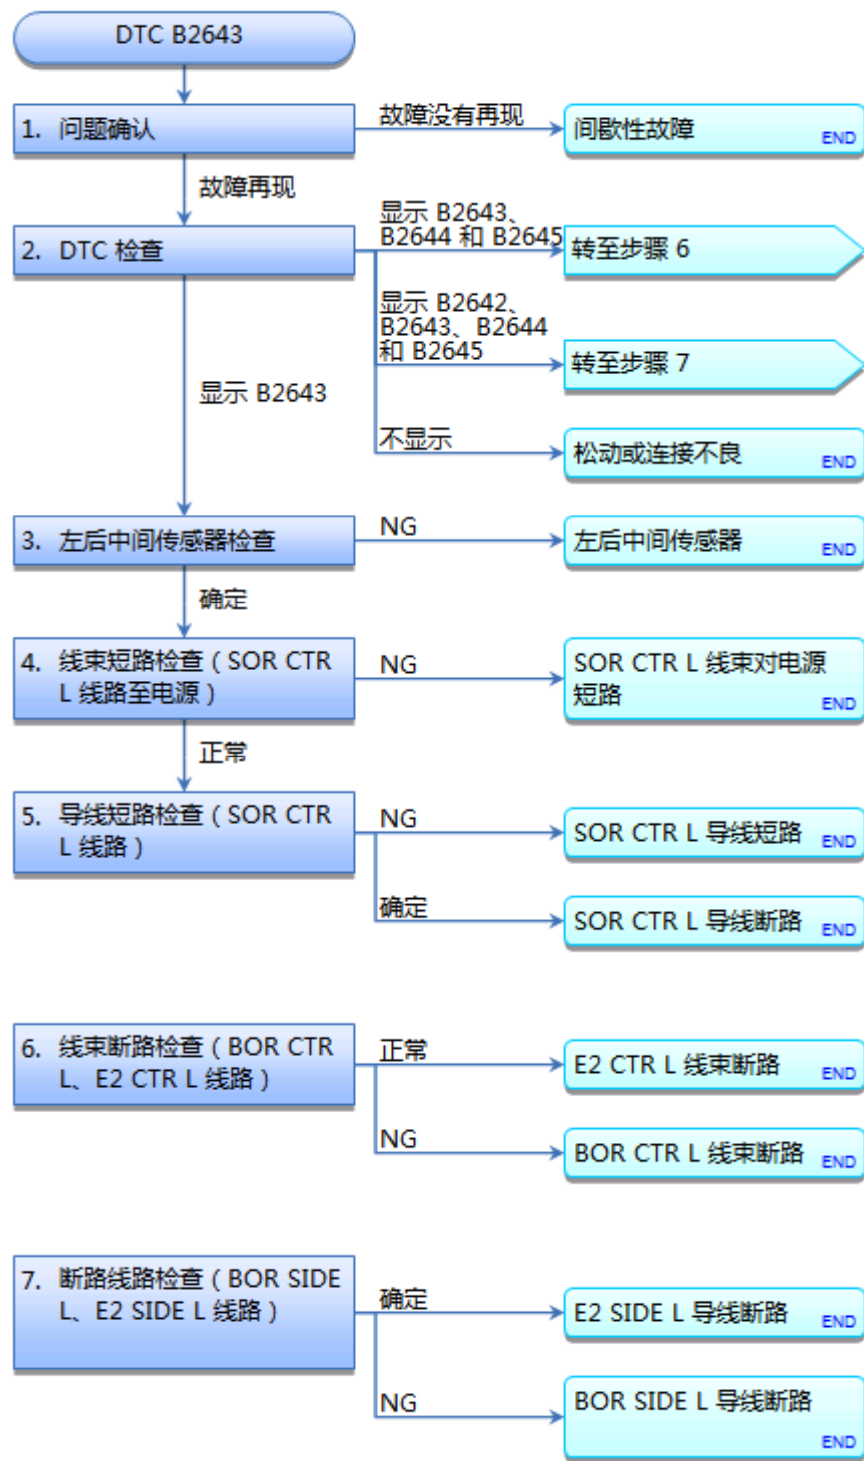 DTC B2643
1. 问题确认
故障没有再现
间歇性故障
END
故障再现
2. DTC 检查
显示 B2643、
B2644 和 B2645
转至步骤 6
显示 B2642、
B2643、B2644
和 B2645
转至步骤 7
显示 B2643
不显示
松动或连接不良
END
3. 左后中间传感器检查
NG
左后中间传感器
END
确定
4. 线束短路检查（SOR CTR
L 线路至电源）
NG
SOR CTR L 线束对电源
短路
END
正常
5. 导线短路检查（SOR CTR
L 线路）
NG
SOR CTR L 导线短路
END
确定
SOR CTR L 导线断路
END
6. 线束断路检查（BOR CTR
L、E2 CTR L 线路）
正常
E2 CTR L 线束断路
END
NG
BOR CTR L 线束断路
END
7. 断路线路检查（BOR SIDE
L、E2 SIDE L 线路）
确定
E2 SIDE L 导线断路
END
NG
BOR SIDE L 导线断路
END